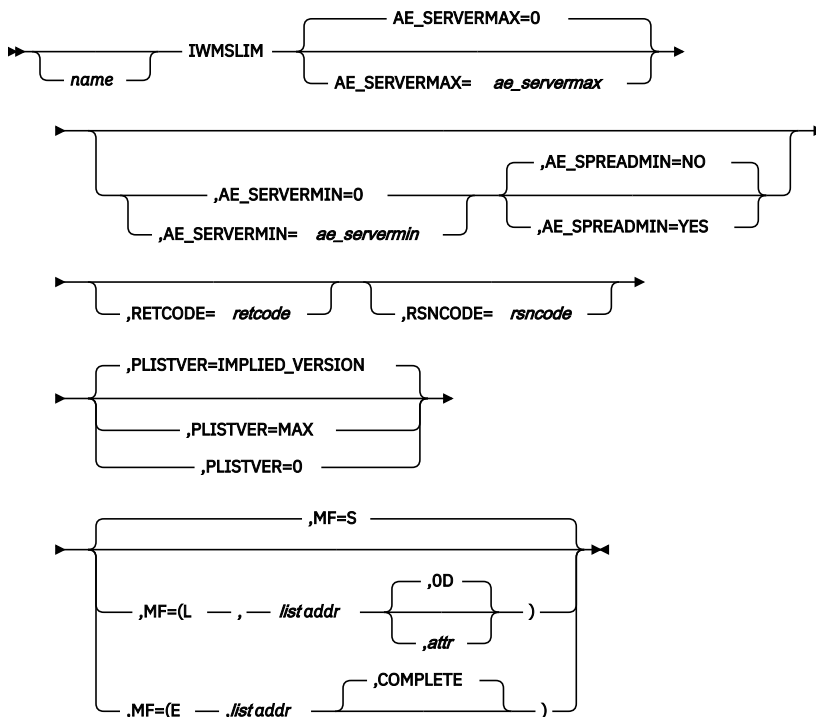 AE_SERVERMAX=0
name IWMSLIM
AE_SERVERMAX= ae_servermax
,AE_SERVERMIN=0 ,AE_SPREADMIN=NO
,AE_SERVERMIN= ae_servermin ,AE_SPREADMIN=YES
,RETCODE= retcode ,RSNCODE= rsncode
,PLISTVER=IMPLIED_VERSION
,PLISTVER=MAX
,PLISTVER=0
,MF=S
,MF=(L , list addr ,0D )
,attr
,MF=(E ,list addr ,COMPLETE )